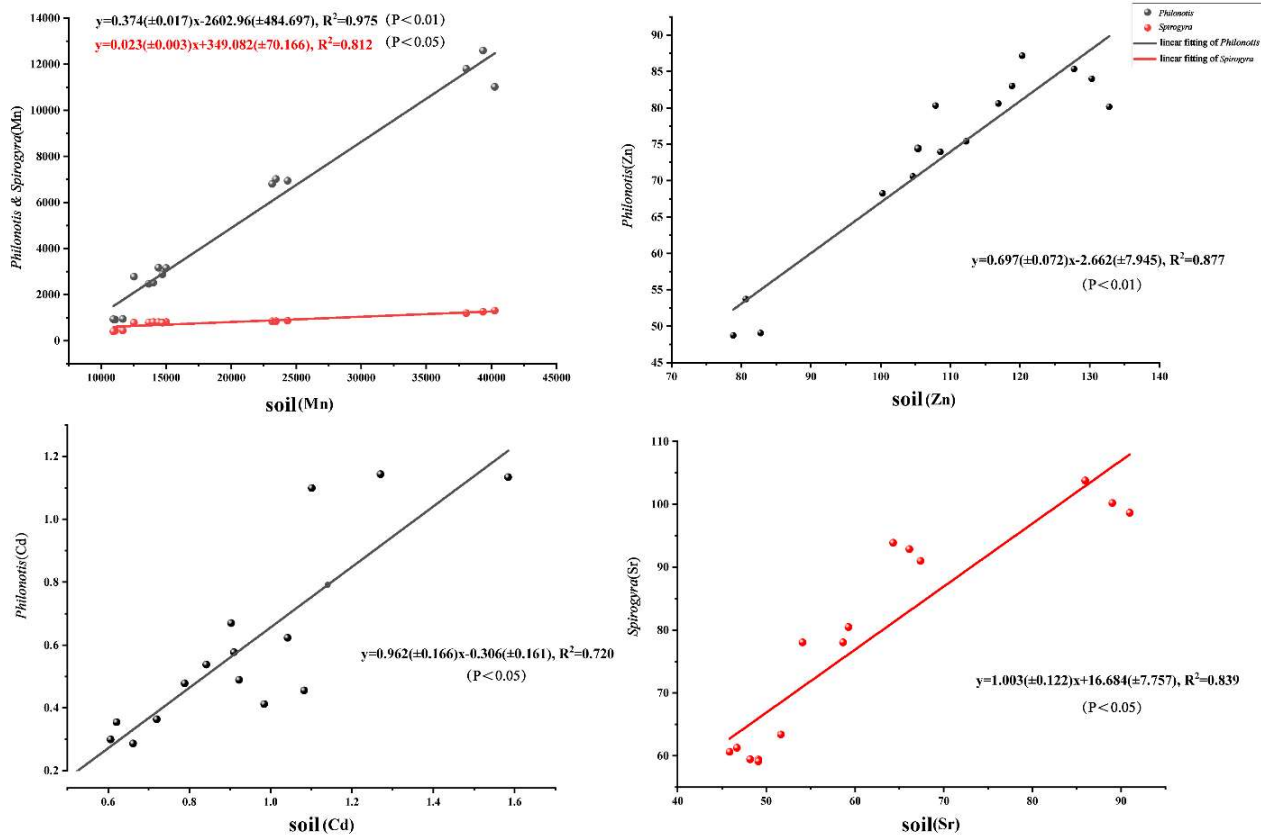 y=0.374(±0.017)x-2602.96(±484.697), R²=0.975 (P<0.01)
y=0.023(±0.003)x+349.082(±70.166), R²=0.812 (P<0.05)
Philonotis & Spirogyra(Mn)
14000
12000
10000
8000
6000
4000
2000
0
10000 15000 20000 25000 30000 35000 40000 45000
soil(Mn)
Philonotis
Spirogyra
linear fitting of Philonotis
linear fitting of Spirogyra
Philonotis(Zn)
90
85
80
75
70
65
60
55
50
45
y=0.697(±0.072)x-2.662(±7.945), R²=0.877
(P<0.01)
70 80 90 100 110 120 130 140
soil(Zn)
Philonotis(Cd)
1.2
1.0
0.8
0.6
0.4
0.2
y=0.962(±0.166)x-0.306(±0.161), R²=0.720
(P<0.05)
0.6 0.8 1.0 1.2 1.4 1.6
soil(Cd)
Spirogyra(Sr)
110
100
90
80
70
60
y=1.003(±0.122)x+16.684(±7.757), R²=0.839
(P<0.05)
40 50 60 70 80 90
soil(Sr)